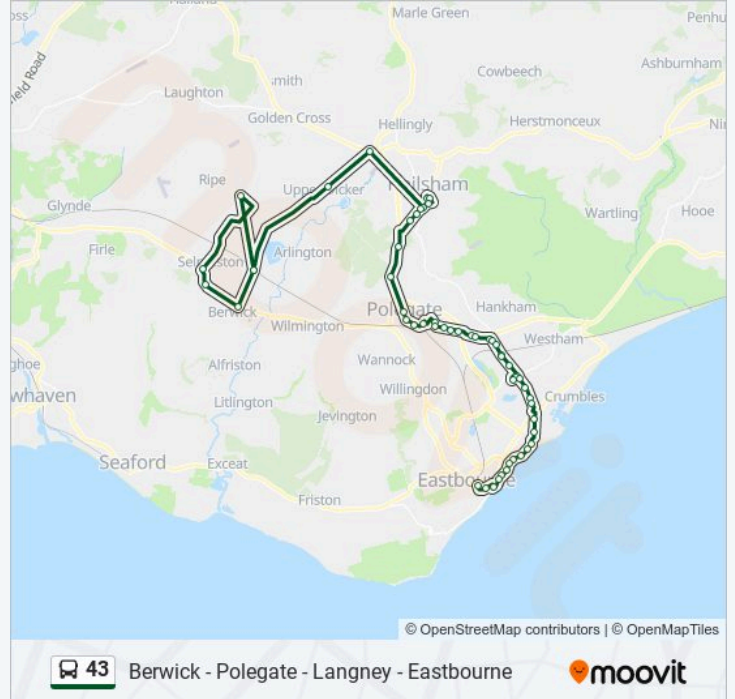 Marle Green
Penhu
Cowbeech
Ashburnham
Laughton
Golden Cross
Hellingly
Herstmonceux
Ripe
Glynde
Wartling
Hooe
Firle
Arlington
Berwick
Wilmington
Polegate
Hankham
Westham
Wannock
Alfriston
Willingdon
whaven
Litlington
Jevington
Crumbles
Seaford
Exceat
Friston
Eastbourne
© OpenStreetMap contributors | © OpenMapTiles
43 Berwick - Polegate - Langney - Eastbourne moovit